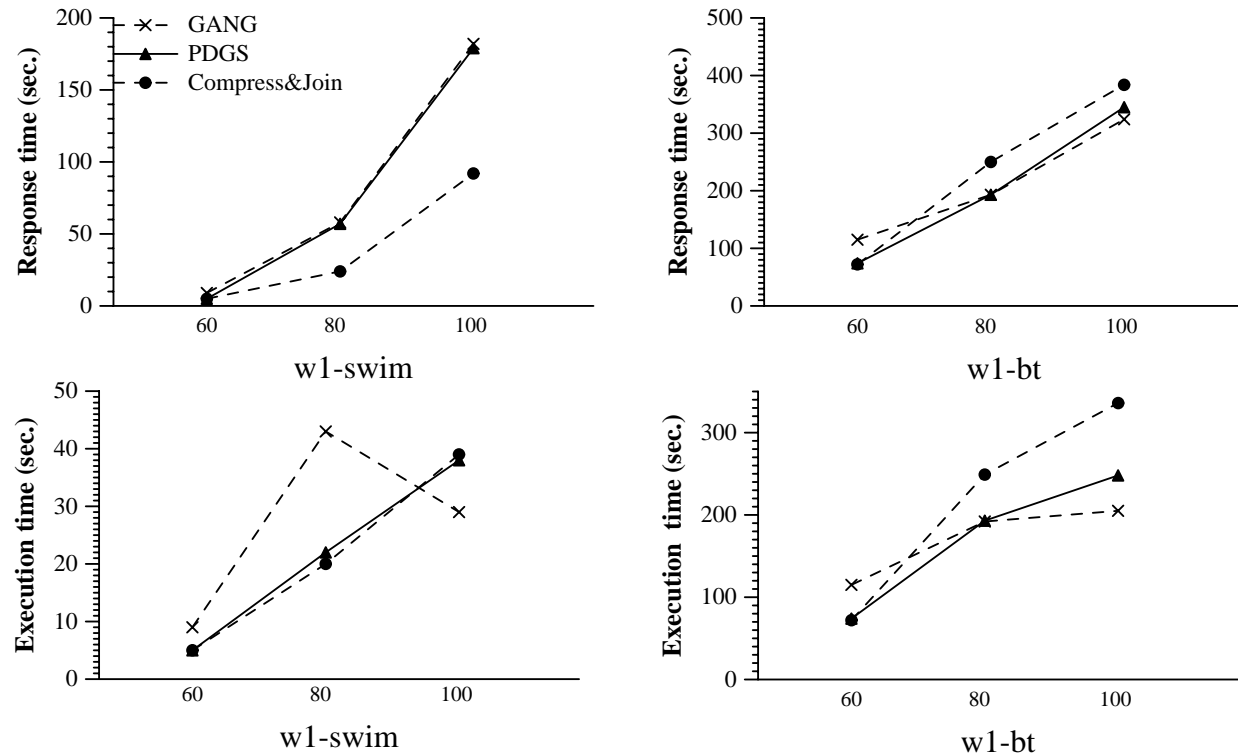 GANG
PDGS
Compress&Join
Response time (sec.)
200
150
100
50
0
60 80 100
w1-swim
Response time (sec.)
500
400
300
200
100
0
60 80 100
w1-bt
Execution time (sec.)
50
40
30
20
10
0
60 80 100
w1-swim
Execution time (sec.)
300
200
100
0
60 80 100
w1-bt